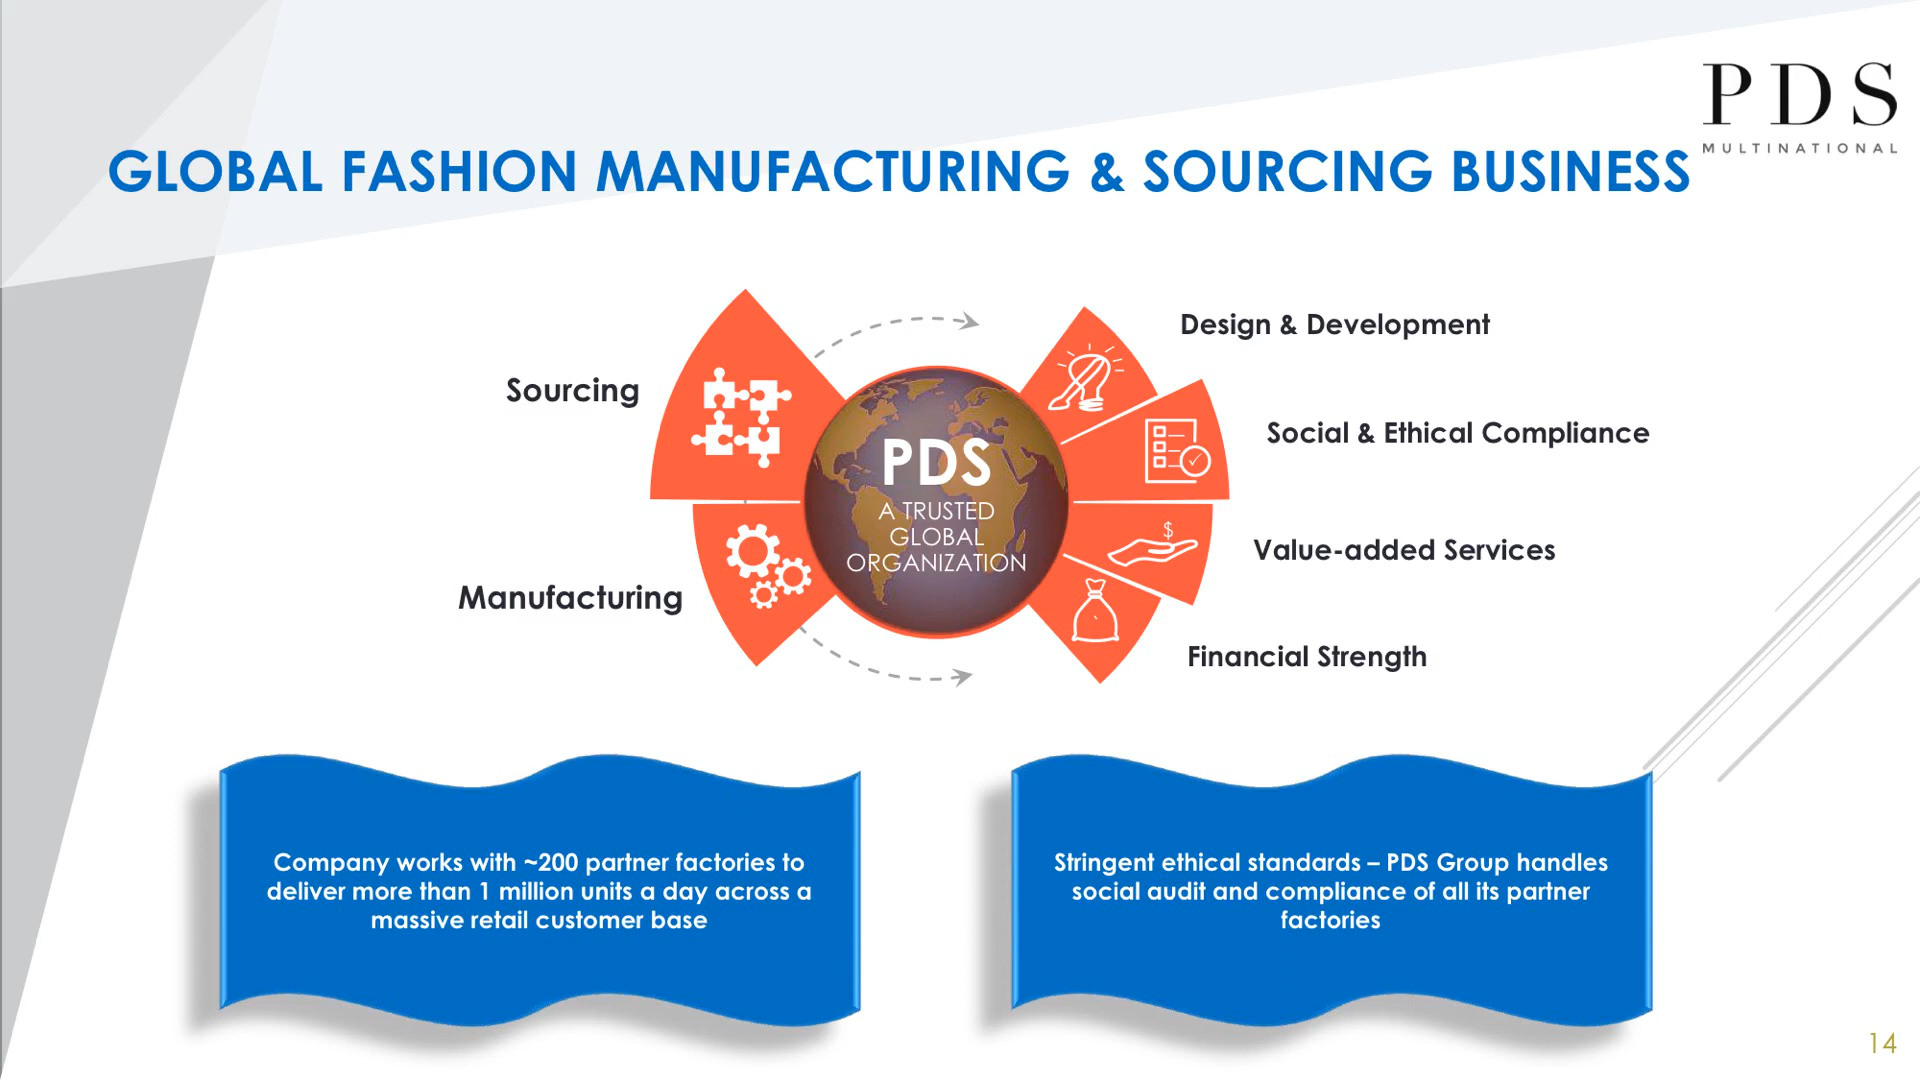 PDS
MULTINATIONAL
GLOBAL FASHION MANUFACTURING & SOURCING BUSINESS
Design & Development
Sourcing
Social & Ethical Compliance
PDS
A TRUSTED
GLOBAL
ORGANIZATION
$
Value-added Services
Manufacturing
Financial Strength
Company works with ~200 partner factories to
deliver more than 1 million units a day across a
massive retail customer base
Stringent ethical standards – PDS Group handles
social audit and compliance of all its partner
factories
14